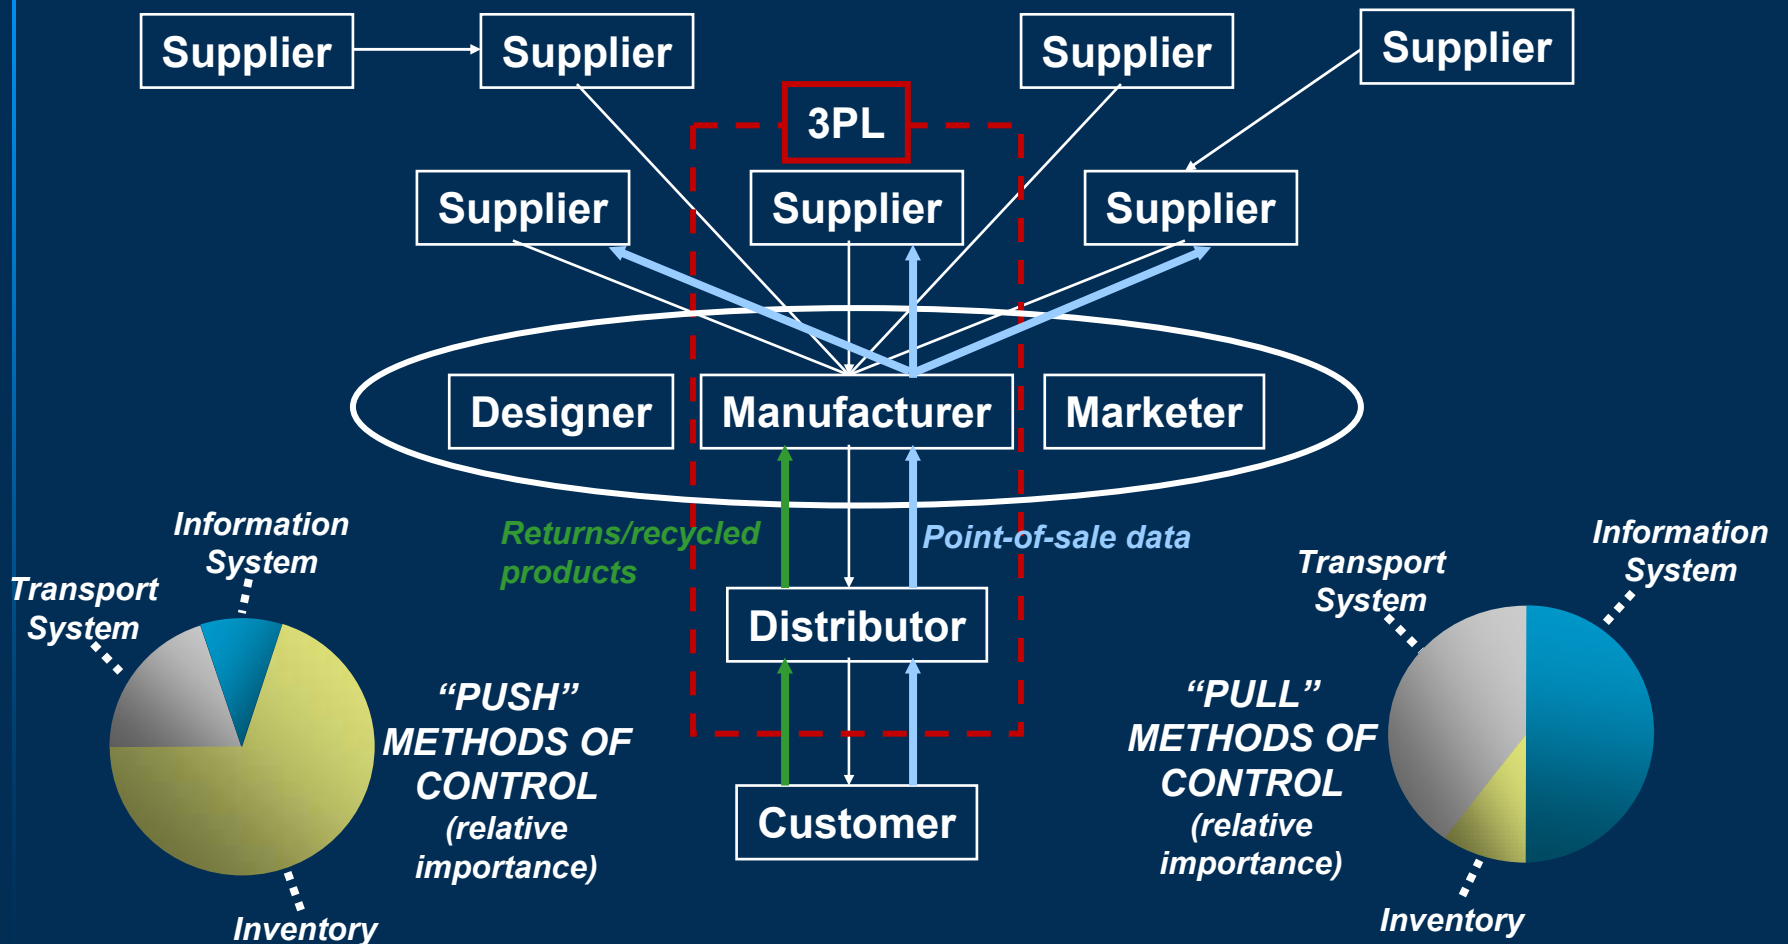 Supplier
Supplier
Supplier
Supplier
3PL
Supplier
Supplier
Supplier
Designer
Manufacturer
Marketer
Returns/recycled
products
Point-of-sale data
Distributor
Customer
Information
System
Transport
System
Inventory
“PUSH”
METHODS OF
CONTROL
(relative
importance)
“PULL”
METHODS OF
CONTROL
(relative
importance)
Transport
System
Information
System
Inventory